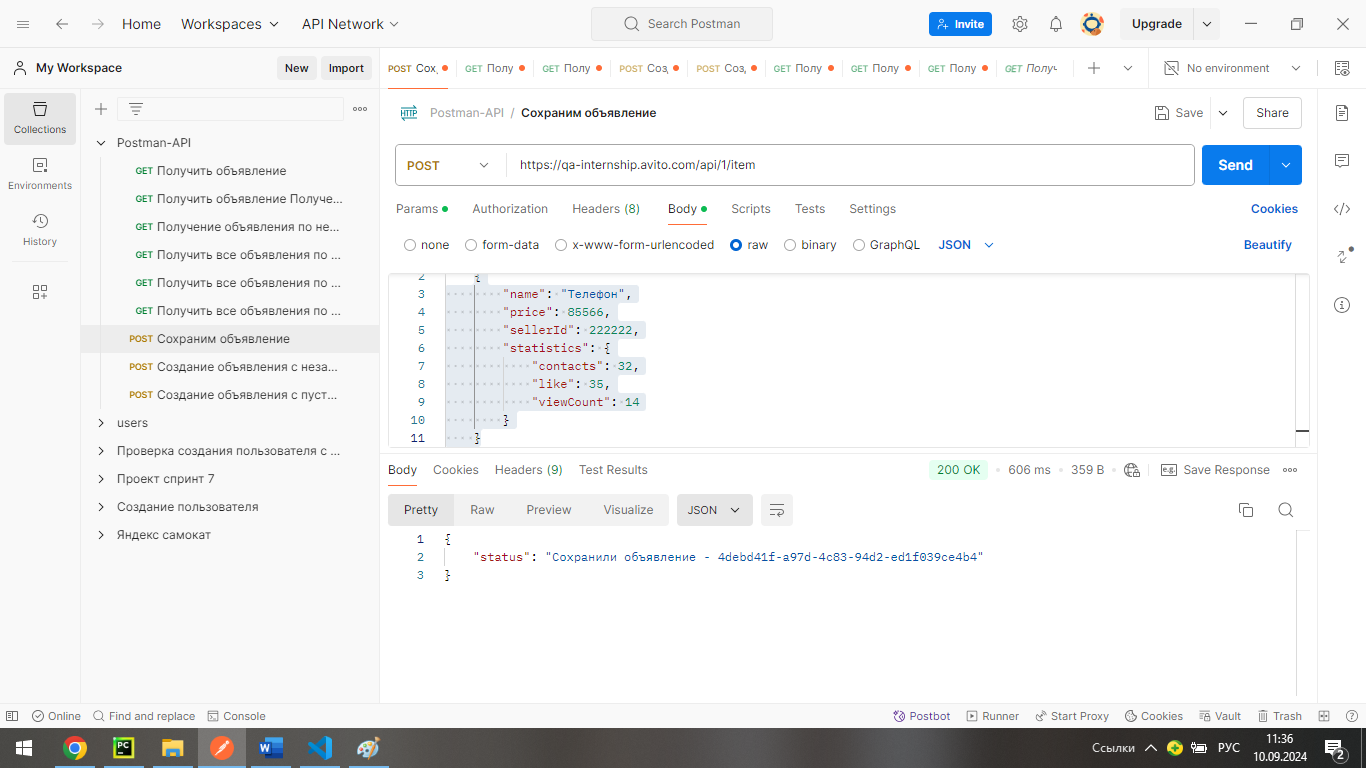 Home Workspaces API Network Search Postman Invite Upgrade
My Workspace New Import
POST Сох GET Полу GET Полу POST Соз POST Соз GET Полу GET Полу GET Полу GET Получ No environment
Collections
Environments
History
Postman-API
GET Получить объявление
GET Получить объявление Получе...
GET Получение объявления по не...
GET Получить все объявления по ...
GET Получить все объявления по ...
GET Получить все объявления по ...
POST Сохраним объявление
POST Создание объявления с неза...
POST Создание объявления с пуст...
users
Проверка создания пользователя с ...
Проект спринт 7
Создание пользователя
Яндекс самокат
HTTP Postman-API / Сохраним объявление Save Share
POST https://qa-internship.avito.com/api/1/item Send
Params Authorization Headers (8) Body Scripts Tests Settings Cookies
none form-data x-www-form-urlencoded raw binary GraphQL JSON Beautify
2 {
3 "name": "Телефон",
4 "price": 85566,
5 "sellerId": 222222,
6 "statistics": {
7 "contacts": 32,
8 "like": 35,
9 "viewCount": 14
10 }
11 }
Body Cookies Headers (9) Test Results 200 OK 606 ms 359 B e.g. Save Response
Pretty Raw Preview Visualize JSON
1 {
2 "status": "Сохранили объявление - 4debd41f-a97d-4c83-94d2-ed1f039ce4b4"
3 }
Online Find and replace Console Postbot Runner Start Proxy Cookies Vault Trash
PC W Ссылки РУС 11:36
10.09.2024 2